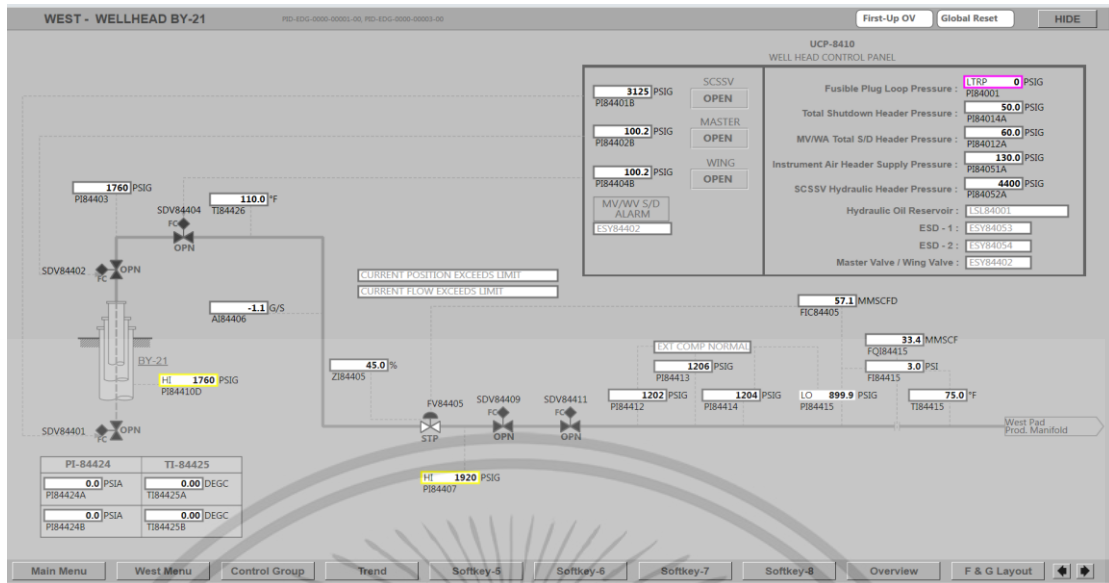 WEST - WELLHEAD BY-21
PID-EDG-0000-00001-00, PID-EDG-0000-00003-00
First-Up OV
Global Reset
HIDE
UCP-8410
WELL HEAD CONTROL PANEL
SCSSV
3125 PSIG
PI84401B
OPEN
MASTER
100.2 PSIG
PI84402B
OPEN
WING
100.2 PSIG
PI84404B
OPEN
MV/WV S/D
ALARM
ESY84402
Fusible Plug Loop Pressure : LTRP 0 PSIG
PI84001
Total Shutdown Header Pressure : 50.0 PSIG
PI84014A
MV/WA Total S/D Header Pressure : 60.0 PSIG
PI84012A
Instrument Air Header Supply Pressure : 130.0 PSIG
PI84051A
SCSSV Hydraulic Header Pressure : 4400 PSIG
PI84052A
Hydraulic Oil Reservoir : LSL84001
ESD - 1 : ESY84053
ESD - 2 : ESY84054
Master Valve / Wing Valve : ESY84402
1760 PSIG
PI84403
SDV84404
FC
OPN
110.0 °F
TI84426
SDV84402
FC
OPN
CURRENT POSITION EXCEEDS LIMIT
CURRENT FLOW EXCEEDS LIMIT
-1.1 G/S
AI84406
57.1 MMSCFD
FIC84405
BY-21
HI 1760 PSIG
PI84410D
45.0 %
ZI84405
EXT COMP NORMAL
1206 PSIG
PI84413
33.4 MMSCF
FQI84415
3.0 PSI
FI84415
1202 PSIG
PI84412
1204 PSIG
PI84414
LO 899.9 PSIG
PI84415
75.0 °F
TI84415
FV84405
STP
SDV84409
FC
OPN
SDV84411
FC
OPN
West Pad
Prod. Manifold
SDV84401
FC
OPN
HI 1920 PSIG
PI84407
PI-84424
TI-84425
0.0 PSIA
PI84424A
0.00 DEGC
TI84425A
0.0 PSIA
PI84424B
0.00 DEGC
TI84425B
Main Menu
West Menu
Control Group
Trend
Softkey-5
Softkey-6
Softkey-7
Softkey-8
Overview
F & G Layout